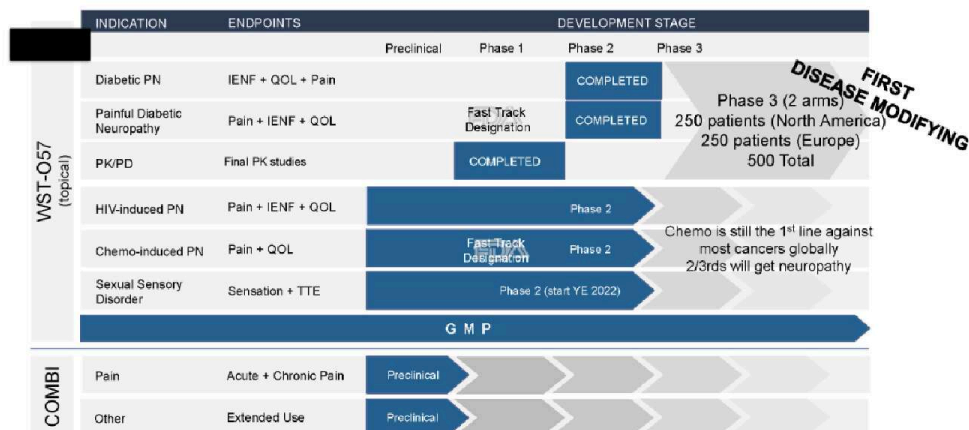 INDICATION ENDPOINTS DEVELOPMENT STAGE
Preclinical Phase 1 Phase 2 Phase 3
WST-O57
(topical)
Diabetic PN IENF + QOL + Pain COMPLETED
Painful Diabetic
Neuropathy Pain + IENF + QOL Fast Track
Designation COMPLETED
PK/PD Final PK studies COMPLETED
Phase 3 (2 arms)
250 patients (North America)
250 patients (Europe)
500 Total
FIRST
DISEASE MODIFYING
HIV-induced PN Pain + IENF + QOL Phase 2
Chemo-induced PN Pain + QOL Fast Track
Designation Phase 2
Chemo is still the 1st line against
most cancers globally
2/3rds will get neuropathy
Sexual Sensory
Disorder Sensation + TTE Phase 2 (start YE 2022)
G M P
COMBI
Pain Acute + Chronic Pain Preclinical
Other Extended Use Preclinical